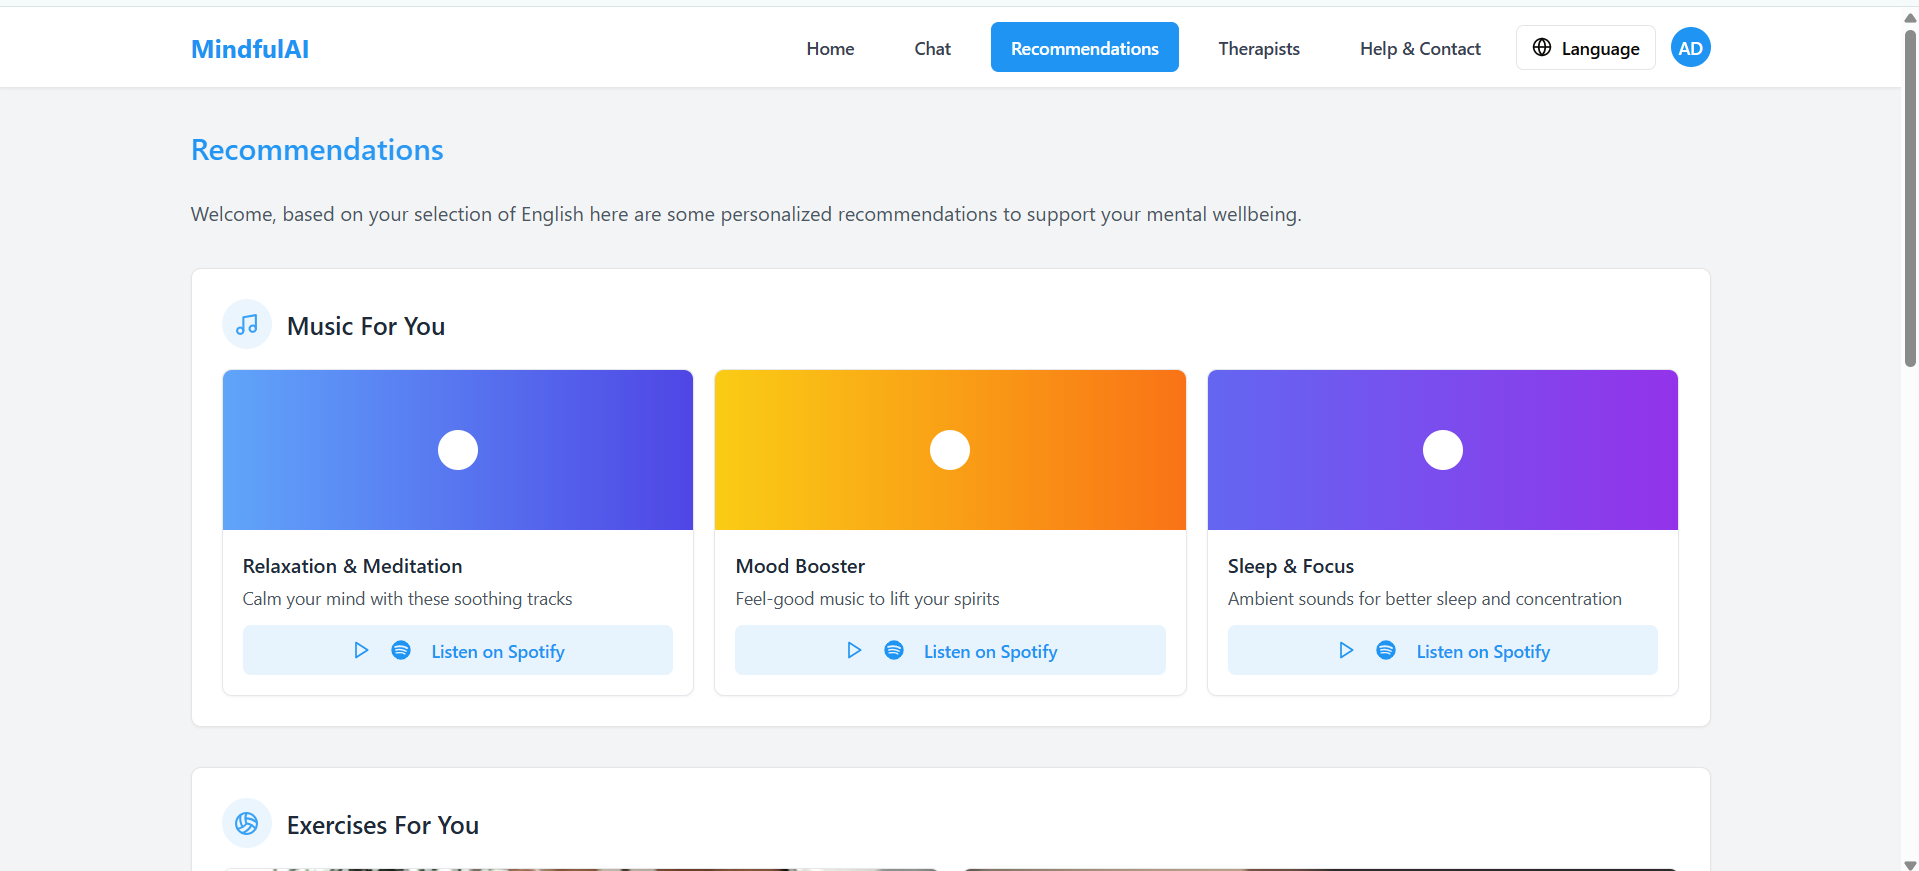 MindfulAI
Home
Chat
Recommendations
Therapists
Help & Contact
Language
AD
Recommendations
Welcome, based on your selection of English here are some personalized recommendations to support your mental wellbeing.
Music For You
Relaxation & Meditation
Calm your mind with these soothing tracks
Listen on Spotify
Mood Booster
Feel-good music to lift your spirits
Listen on Spotify
Sleep & Focus
Ambient sounds for better sleep and concentration
Listen on Spotify
Exercises For You